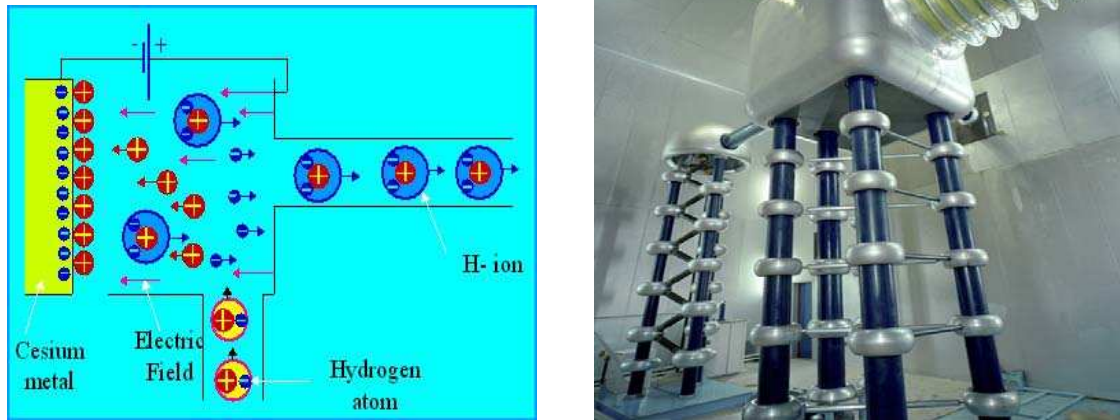 - +
H- ion
Cesium
metal
Electric
Field
Hydrogen
atom